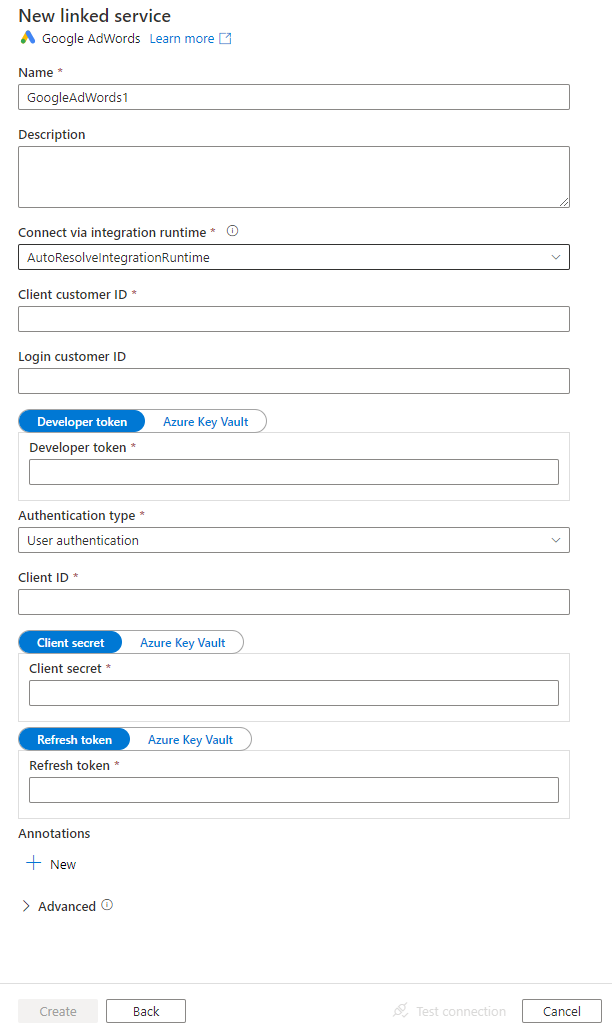 New linked service
Google AdWords Learn more
Name *
GoogleAdWords1
Description
Connect via integration runtime *
AutoResolveIntegrationRuntime
Client customer ID *
Login customer ID
Developer token Azure Key Vault
Developer token *
Authentication type *
User authentication
Client ID *
Client secret Azure Key Vault
Client secret *
Refresh token Azure Key Vault
Refresh token *
Annotations
New
Advanced
Create Back Test connection Cancel